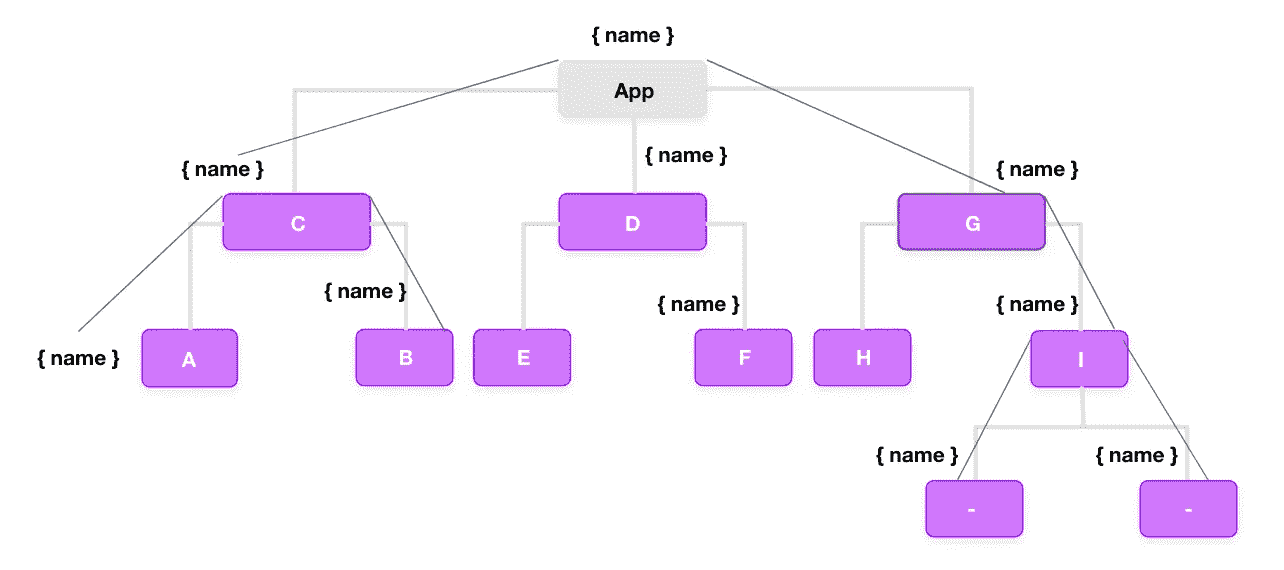 { name }
App
{ name }
{ name }
{ name }
C
D
G
{ name }
{ name }
{ name }
{ name }
A
B
E
F
H
I
{ name }
{ name }
-
-